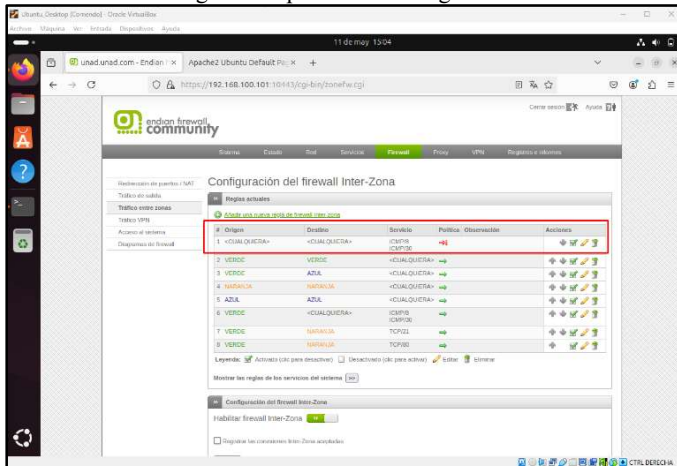 Ubuntu_Desktop [Corriendo] - Oracle VirtualBox
Archivo Máquina Ver Entrada Dispositivos Ayuda
11 de may 15:04
unad.unad.com - Endian F
Apache2 Ubuntu Default Pag
https://192.168.100.101:10443/cgi-bin/zonefw.cgi
Cerrar sesión Ayuda
endian firewall
community
Sistema Estado Red Servicios Firewall Proxy VPN Registros e informes
Redirección de puertos / NAT
Tráfico de salida
Tráfico entre zonas
Tráfico VPN
Acceso al sistema
Diagramas de firewall
Configuración del firewall Inter-Zona
Reglas actuales
Añadir una nueva regla de firewall inter-zona
# Origen Destino Servicio Política Observación Acciones
1 <CUALQUIERA> <CUALQUIERA> ICMP/8
ICMP/30
2 VERDE VERDE <CUALQUIERA>
3 VERDE AZUL <CUALQUIERA>
4 NARANJA NARANJA <CUALQUIERA>
5 AZUL AZUL <CUALQUIERA>
6 VERDE <CUALQUIERA> ICMP/8
ICMP/30
7 VERDE NARANJA TCP/21
8 VERDE NARANJA TCP/80
Leyenda: Activado (clic para desactivar) Desactivado (clic para activar) Editar Eliminar
Mostrar las reglas de los servicios del sistema >>
Configuración del firewall Inter-Zona
Habilitar firewall Inter-Zona
Registrar las conexiones Inter-Zona aceptadas
CTRL DERECHA